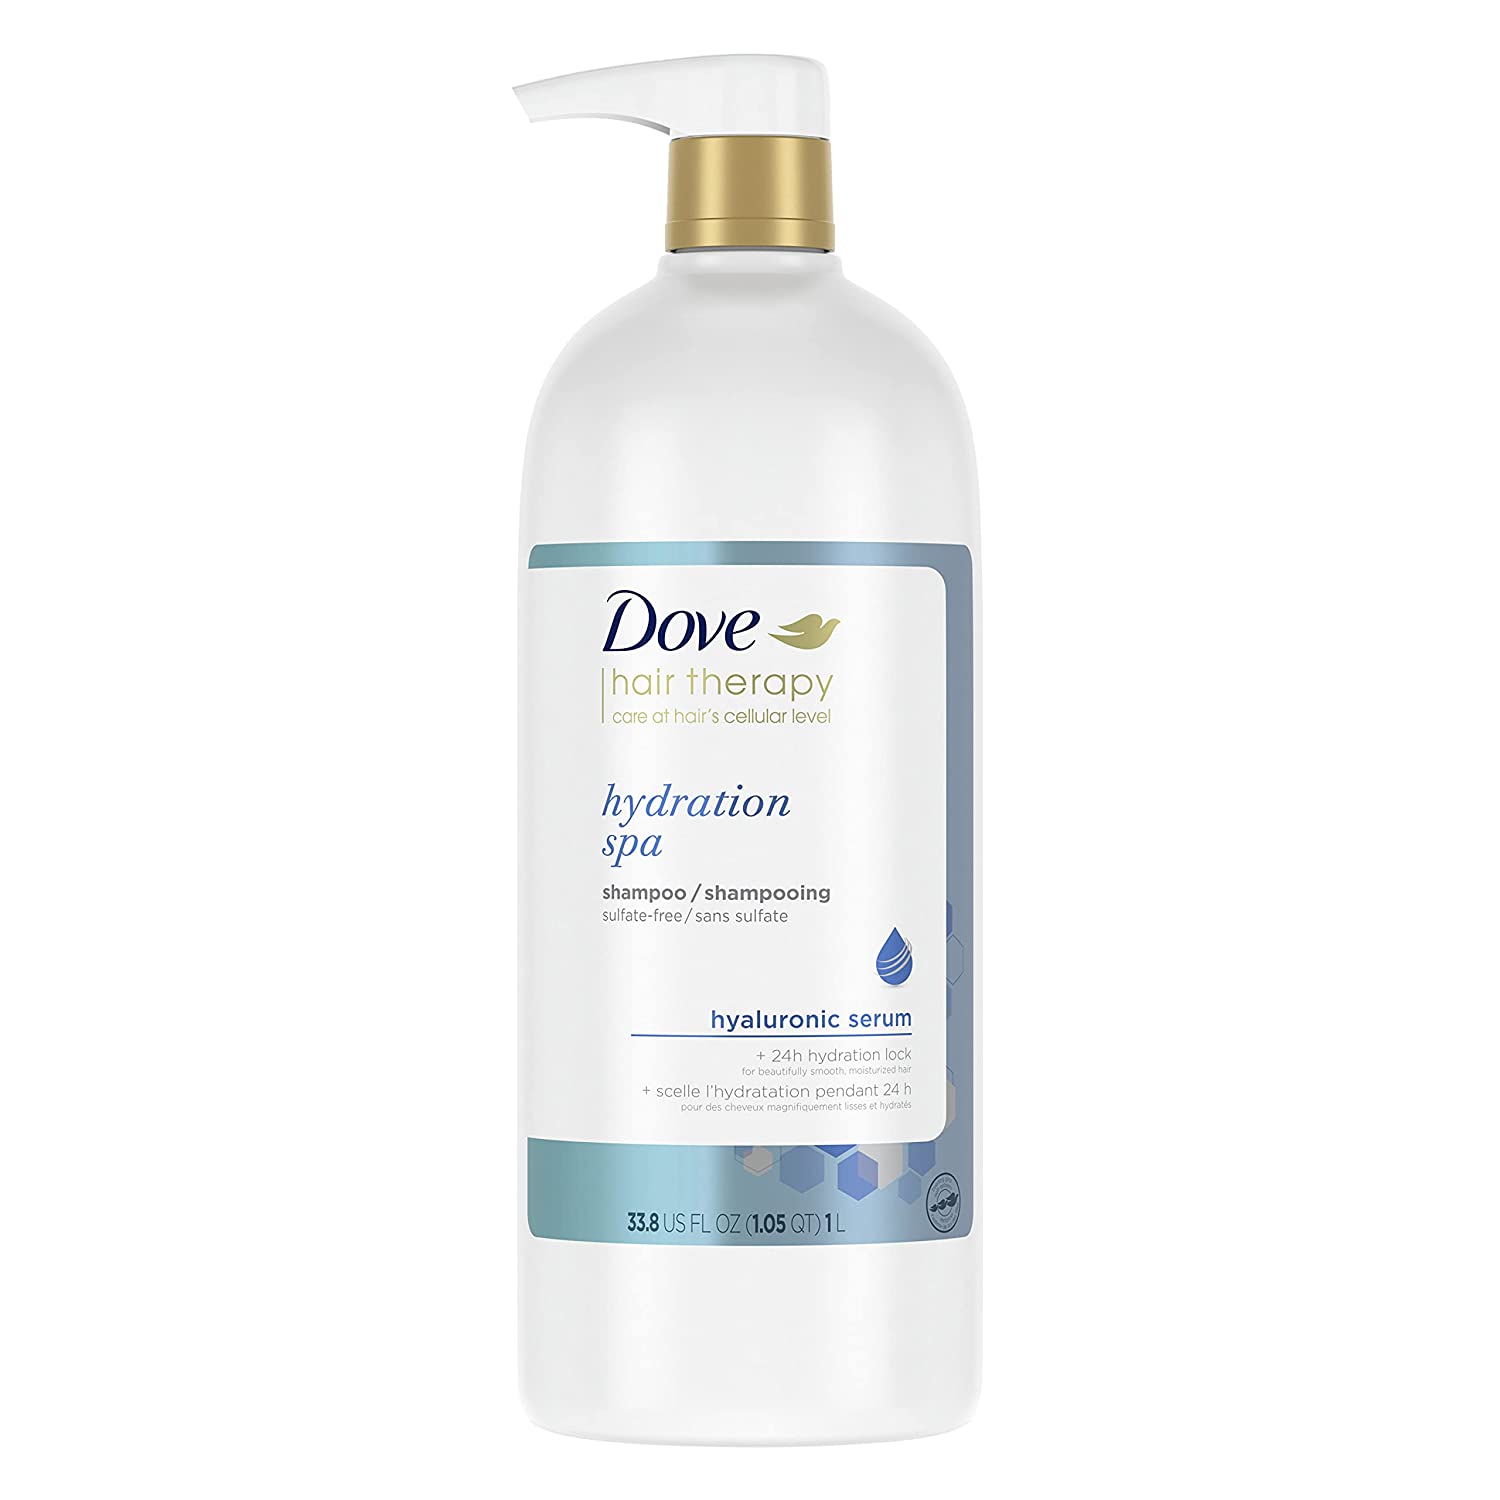 Dove
hair therapy
care at hair's cellular level
hydration
spa
shampoo / shampooing
sulfate-free / sans sulfate
hyaluronic serum
+ 24h hydration lock
for beautifully smooth, moisturized hair
+ scelle l'hydratation pendant 24 h
pour des cheveux magnifiquement lisses et hydratés
33.8 US FL OZ (1.05 QT) 1 L